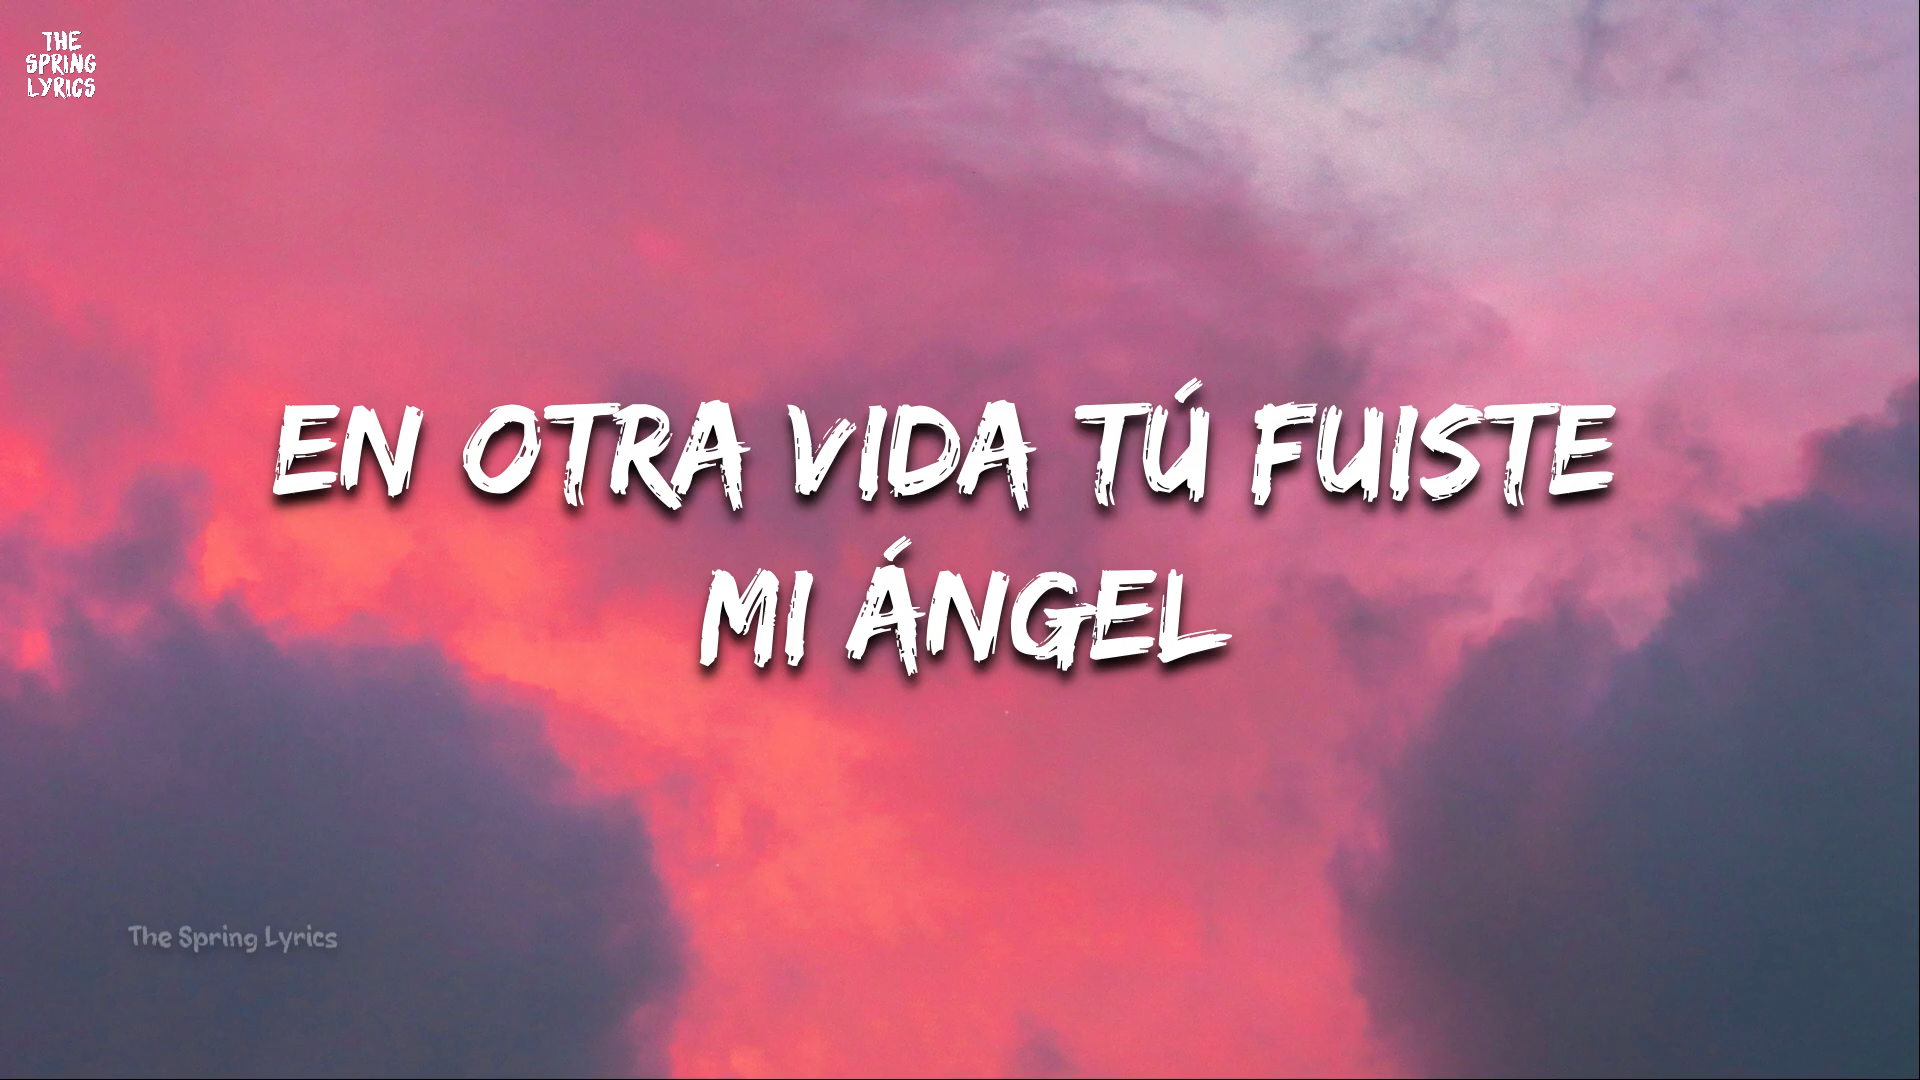 THE
SPRING
LYRICS
EN OTRA VIDA TÚ FUISTE
MI ÁNGEL
The Spring Lyrics